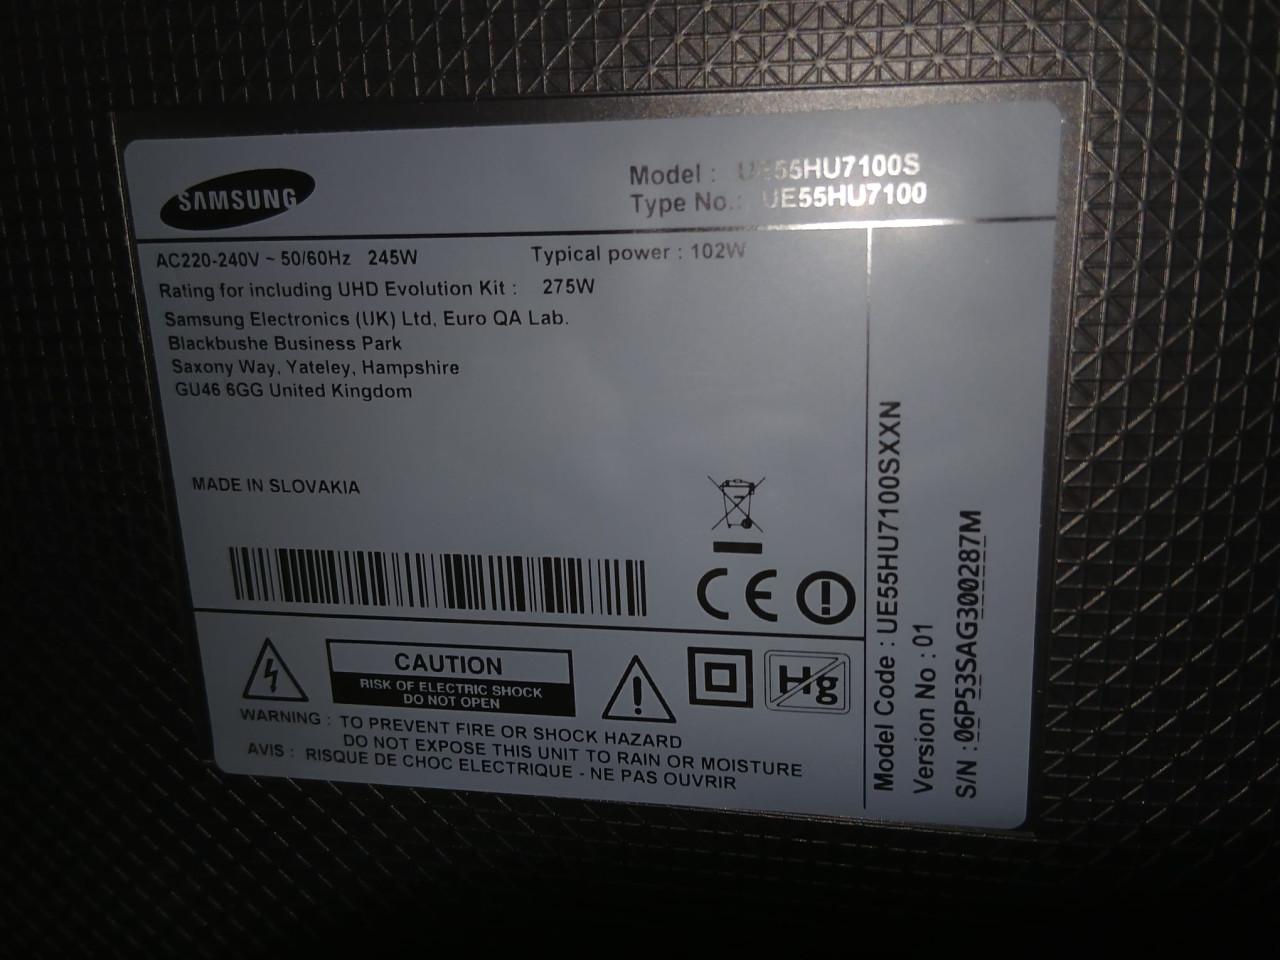 SAMSUNG
Model : UE55HU7100S
Type No.: UE55HU7100
AC220-240V ~ 50/60Hz 245W Typical power : 102W
Rating for including UHD Evolution Kit : 275W
Samsung Electronics (UK) Ltd, Euro QA Lab.
Blackbushe Business Park
Saxony Way, Yateley, Hampshire
GU46 6GG United Kingdom
MADE IN SLOVAKIA
CE
CAUTION
RISK OF ELECTRIC SHOCK
DO NOT OPEN
Hg
WARNING : TO PREVENT FIRE OR SHOCK HAZARD
DO NOT EXPOSE THIS UNIT TO RAIN OR MOISTURE
AVIS : RISQUE DE CHOC ELECTRIQUE - NE PAS OUVRIR
Model Code : UE55HU7100SXXN
Version No : 01
S/N : 06P53SAG300287M